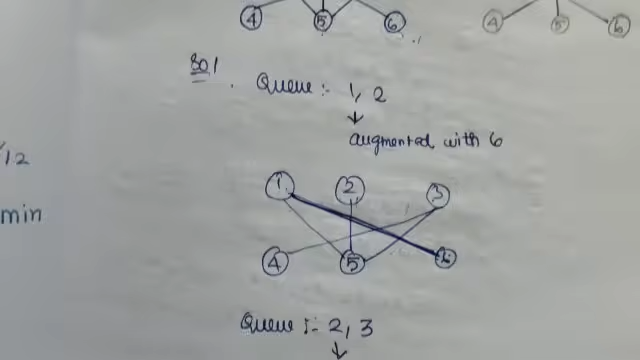 4 5 6
4 5 6
Sol.
Queue :- 1, 2
augmented with 6
/12
min
1 2 3
4 5 6
Queue :- 2, 3